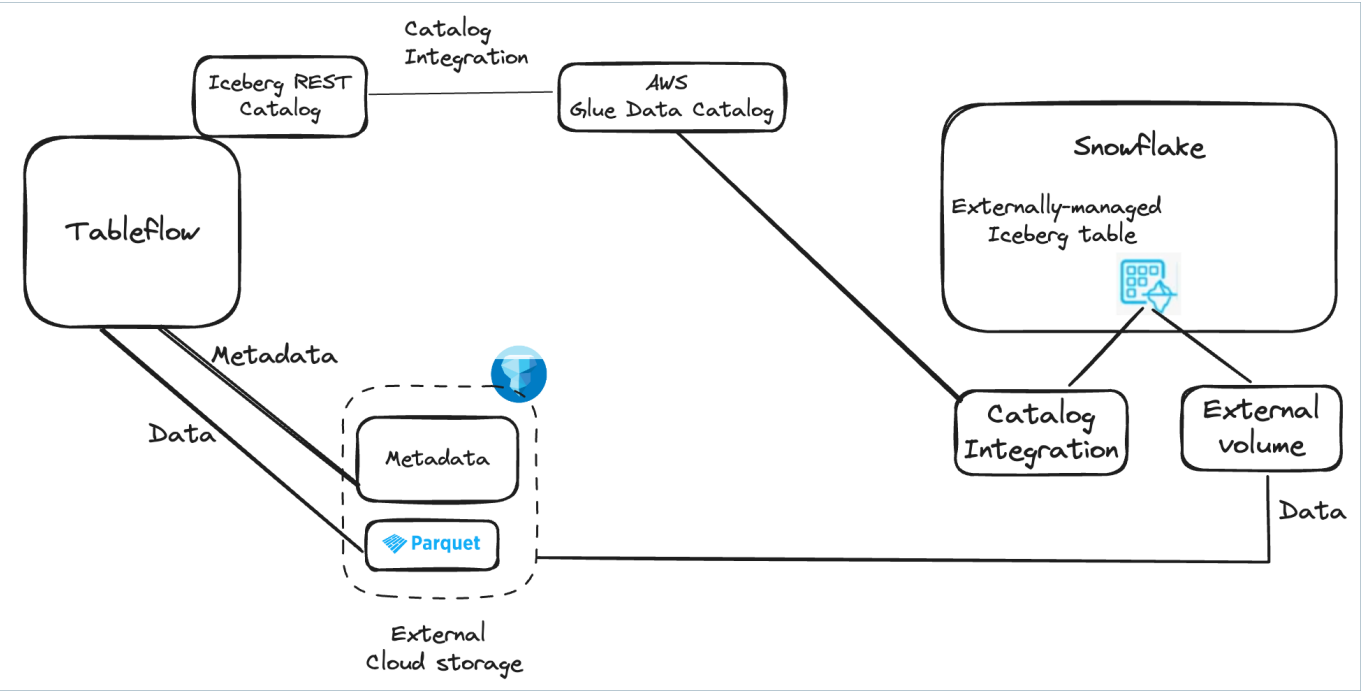 Catalog
Integration
Iceberg REST
Catalog
AWS
Glue Data Catalog
Snowflake
Externally-managed
Iceberg table
Tableflow
Metadata
Data
Metadata
Parquet
External
Cloud storage
Catalog
Integration
External
volume
Data